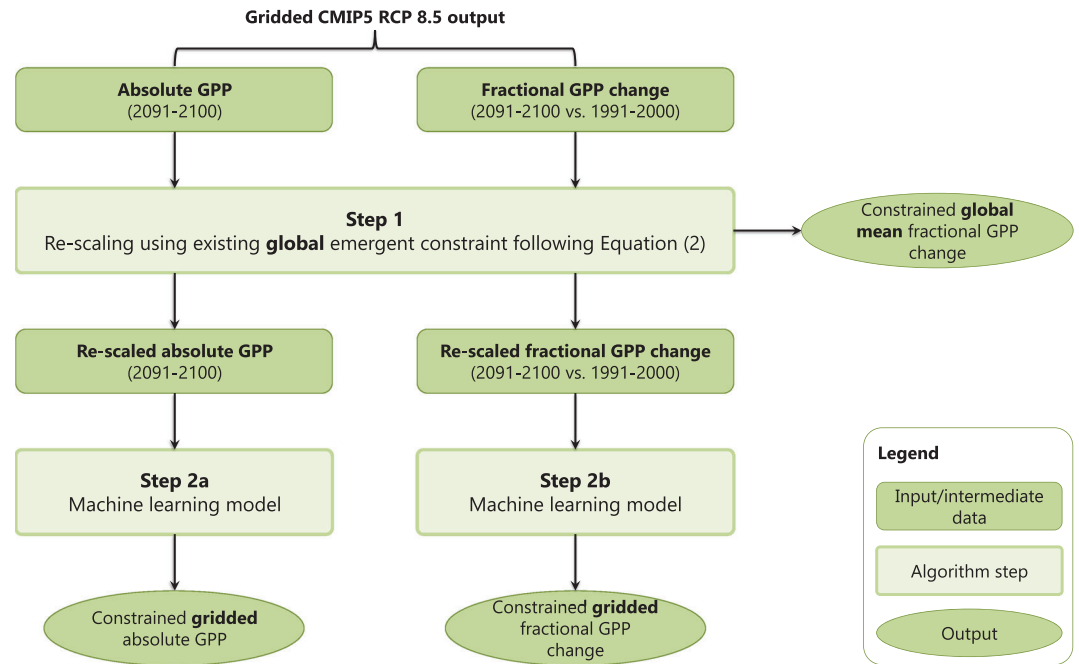 Gridded CMIP5 RCP 8.5 output
Absolute GPP
(2091-2100)
Fractional GPP change
(2091-2100 vs. 1991-2000)
Step 1
Re-scaling using existing global emergent constraint following Equation (2)
Constrained global
mean fractional GPP
change
Re-scaled absolute GPP
(2091-2100)
Re-scaled fractional GPP change
(2091-2100 vs. 1991-2000)
Step 2a
Machine learning model
Step 2b
Machine learning model
Constrained gridded
absolute GPP
Constrained gridded
fractional GPP
change
Legend
Input/intermediate
data
Algorithm step
Output